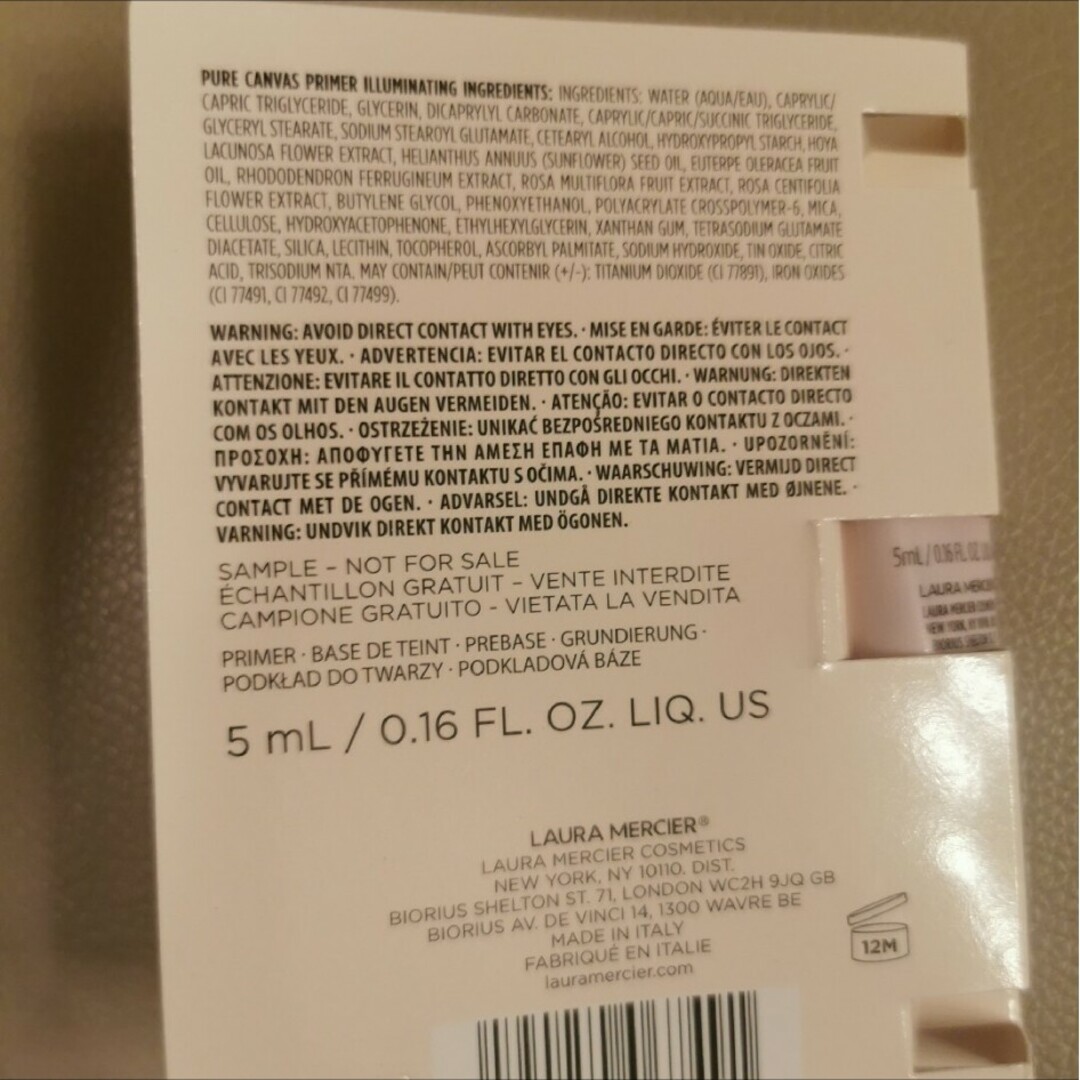 PURE CANVAS PRIMER ILLUMINATING INGREDIENTS: INGREDIENTS: WATER (AQUA/EAU), CAPRYLIC/
CAPRIC TRIGLYCERIDE, GLYCERIN, DICAPRYLYL CARBONATE, CAPRYLIC/CAPRIC/SUCCINIC TRIGLYCERIDE,
GLYCERYL STEARATE, SODIUM STEAROYL GLUTAMATE, CETEARYL ALCOHOL, HYDROXYPROPYL STARCH, HOYA
LACUNOSA FLOWER EXTRACT, HELIANTHUS ANNUUS (SUNFLOWER) SEED OIL, EUTERPE OLERACEA FRUIT
OIL, RHODODENDRON FERRUGINEUM EXTRACT, ROSA MULTIFLORA FRUIT EXTRACT, ROSA CENTIFOLIA
FLOWER EXTRACT, BUTYLENE GLYCOL, PHENOXYETHANOL, POLYACRYLATE CROSSPOLYMER-6, MICA,
CELLULOSE, HYDROXYACETOPHENONE, ETHYLHEXYLGLYCERIN, XANTHAN GUM, TETRASODIUM GLUTAMATE
DIACETATE, SILICA, LECITHIN, TOCOPHEROL, ASCORBYL PALMITATE, SODIUM HYDROXIDE, TIN OXIDE, CITRIC
ACID, TRISODIUM NTA. MAY CONTAIN/PEUT CONTENIR (+/-): TITANIUM DIOXIDE (CI 77891), IRON OXIDES
(CI 77491, CI 77492, CI 77499).
WARNING: AVOID DIRECT CONTACT WITH EYES. · MISE EN GARDE: ÉVITER LE CONTACT
AVEC LES YEUX. · ADVERTENCIA: EVITAR EL CONTACTO DIRECTO CON LOS OJOS. ·
ATTENZIONE: EVITARE IL CONTATTO DIRETTO CON GLI OCCHI. · WARNUNG: DIREKTEN
KONTAKT MIT DEN AUGEN VERMEIDEN. · ATENÇÃO: EVITAR O CONTACTO DIRECTO
COM OS OLHOS. · OSTRZEŻENIE: UNIKAĆ BEZPOŚREDNIEGO KONTAKTU Z OCZAMI. ·
ΠΡΟΣΟΧΗ: ΑΠΟΦΥΓΕΤΕ ΤΗΝ ΑΜΕΣΗ ΕΠΑΦΗ ΜΕ ΤΑ ΜΑΤΙΑ. · UPOZORNĚNÍ:
VYVARUJTE SE PŘÍMÉMU KONTAKTU S OČIMA. · WAARSCHUWING: VERMIJD DIRECT
CONTACT MET DE OGEN. · ADVARSEL: UNDGÅ DIREKTE KONTAKT MED ØJNENE. ·
VARNING: UNDVIK DIREKT KONTAKT MED ÖGONEN.
SAMPLE – NOT FOR SALE
ÉCHANTILLON GRATUIT – VENTE INTERDITE
CAMPIONE GRATUITO - VIETATA LA VENDITA
PRIMER · BASE DE TEINT · PREBASE · GRUNDIERUNG ·
PODKŁAD DO TWARZY · PODKLADOVÁ BÁZE
5 mL / 0.16 FL. OZ. LIQ. US
5mL / 0.16 FL. OZ.
LAURA MERCIER
NEW YORK, NY
LAURA MERCIER®
LAURA MERCIER COSMETICS
NEW YORK, NY 10110. DIST.
BIORIUS SHELTON ST. 71, LONDON WC2H 9JQ GB
BIORIUS AV. DE VINCI 14, 1300 WAVRE BE
MADE IN ITALY
FABRIQUÉ EN ITALIE
lauramercier.com
12M